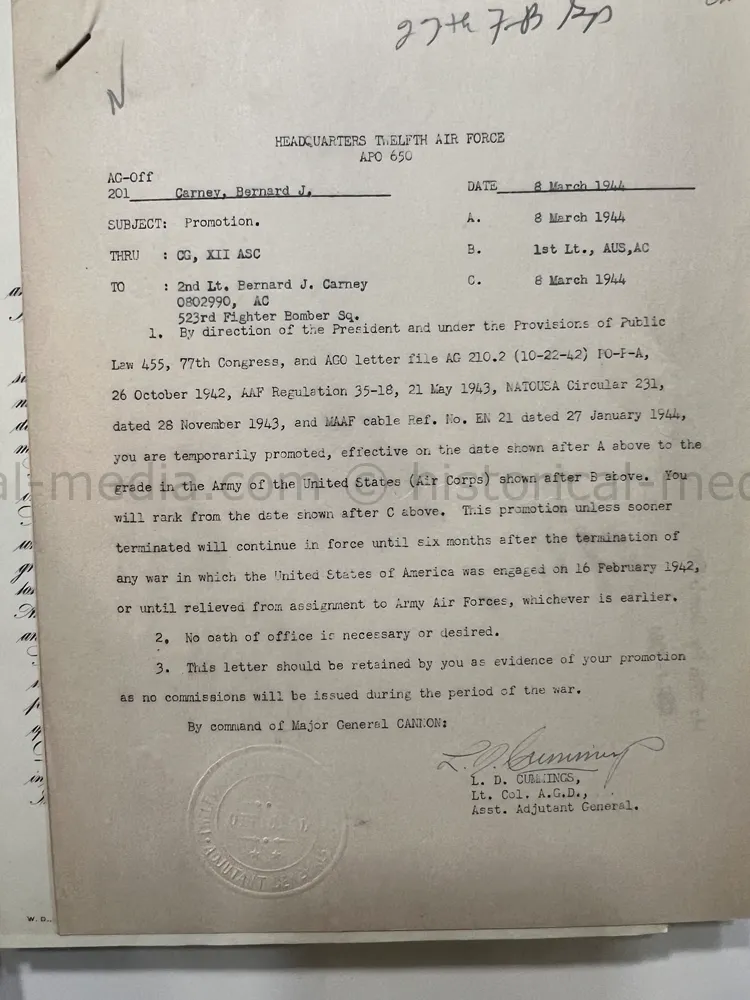 27th F-B Gp
N
HEADQUARTERS TWELFTH AIR FORCE
APO 650
AG-Off
201 Carney, Bernard J. DATE 8 March 1944
SUBJECT: Promotion. A. 8 March 1944
THRU : CG, XII ASC B. 1st Lt., AUS,AC
TO : 2nd Lt. Bernard J. Carney C. 8 March 1944
0802990, AC
523rd Fighter Bomber Sq.
1. By direction of the President and under the Provisions of Public
Law 455, 77th Congress, and AGO letter file AG 210.2 (10-22-42) PO-P-A,
26 October 1942, AAF Regulation 35-18, 21 May 1943, NATOUSA Circular 231,
dated 28 November 1943, and MAAF cable Ref. No. EN 21 dated 27 January 1944,
you are temporarily promoted, effective on the date shown after A above to the
grade in the Army of the United States (Air Corps) shown after B above. You
al-media.com © historical-med
will rank from the date shown after C above. This promotion unless sooner
terminated will continue in force until six months after the termination of
any war in which the United States of America was engaged on 16 February 1942,
or until relieved from assignment to Army Air Forces, whichever is earlier.
2. No oath of office is necessary or desired.
3. This letter should be retained by you as evidence of your promotion
as no commissions will be issued during the period of the war.
By command of Major General CANNON:
L. D. Cummings
L. D. CUMMINGS,
Lt. Col. A.G.D.,
Asst. Adjutant General.
OFFICIAL
ADJUTANT GENERAL
W. D.,